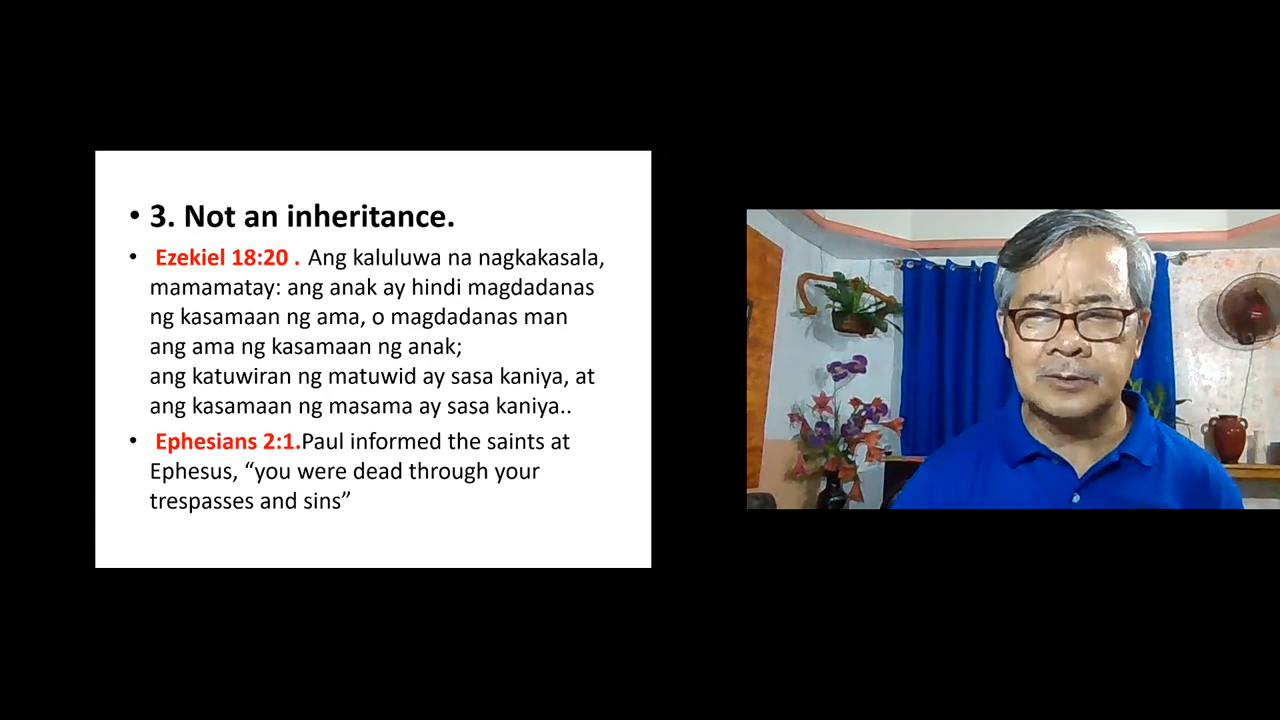 • 3. Not an inheritance.
• Ezekiel 18:20 . Ang kaluluwa na nagkakasala,
mamamatay: ang anak ay hindi magdadanas
ng kasamaan ng ama, o magdadanas man
ang ama ng kasamaan ng anak;
ang katuwiran ng matuwid ay sasa kaniya, at
ang kasamaan ng masama ay sasa kaniya..
• Ephesians 2:1.Paul informed the saints at
Ephesus, “you were dead through your
trespasses and sins”